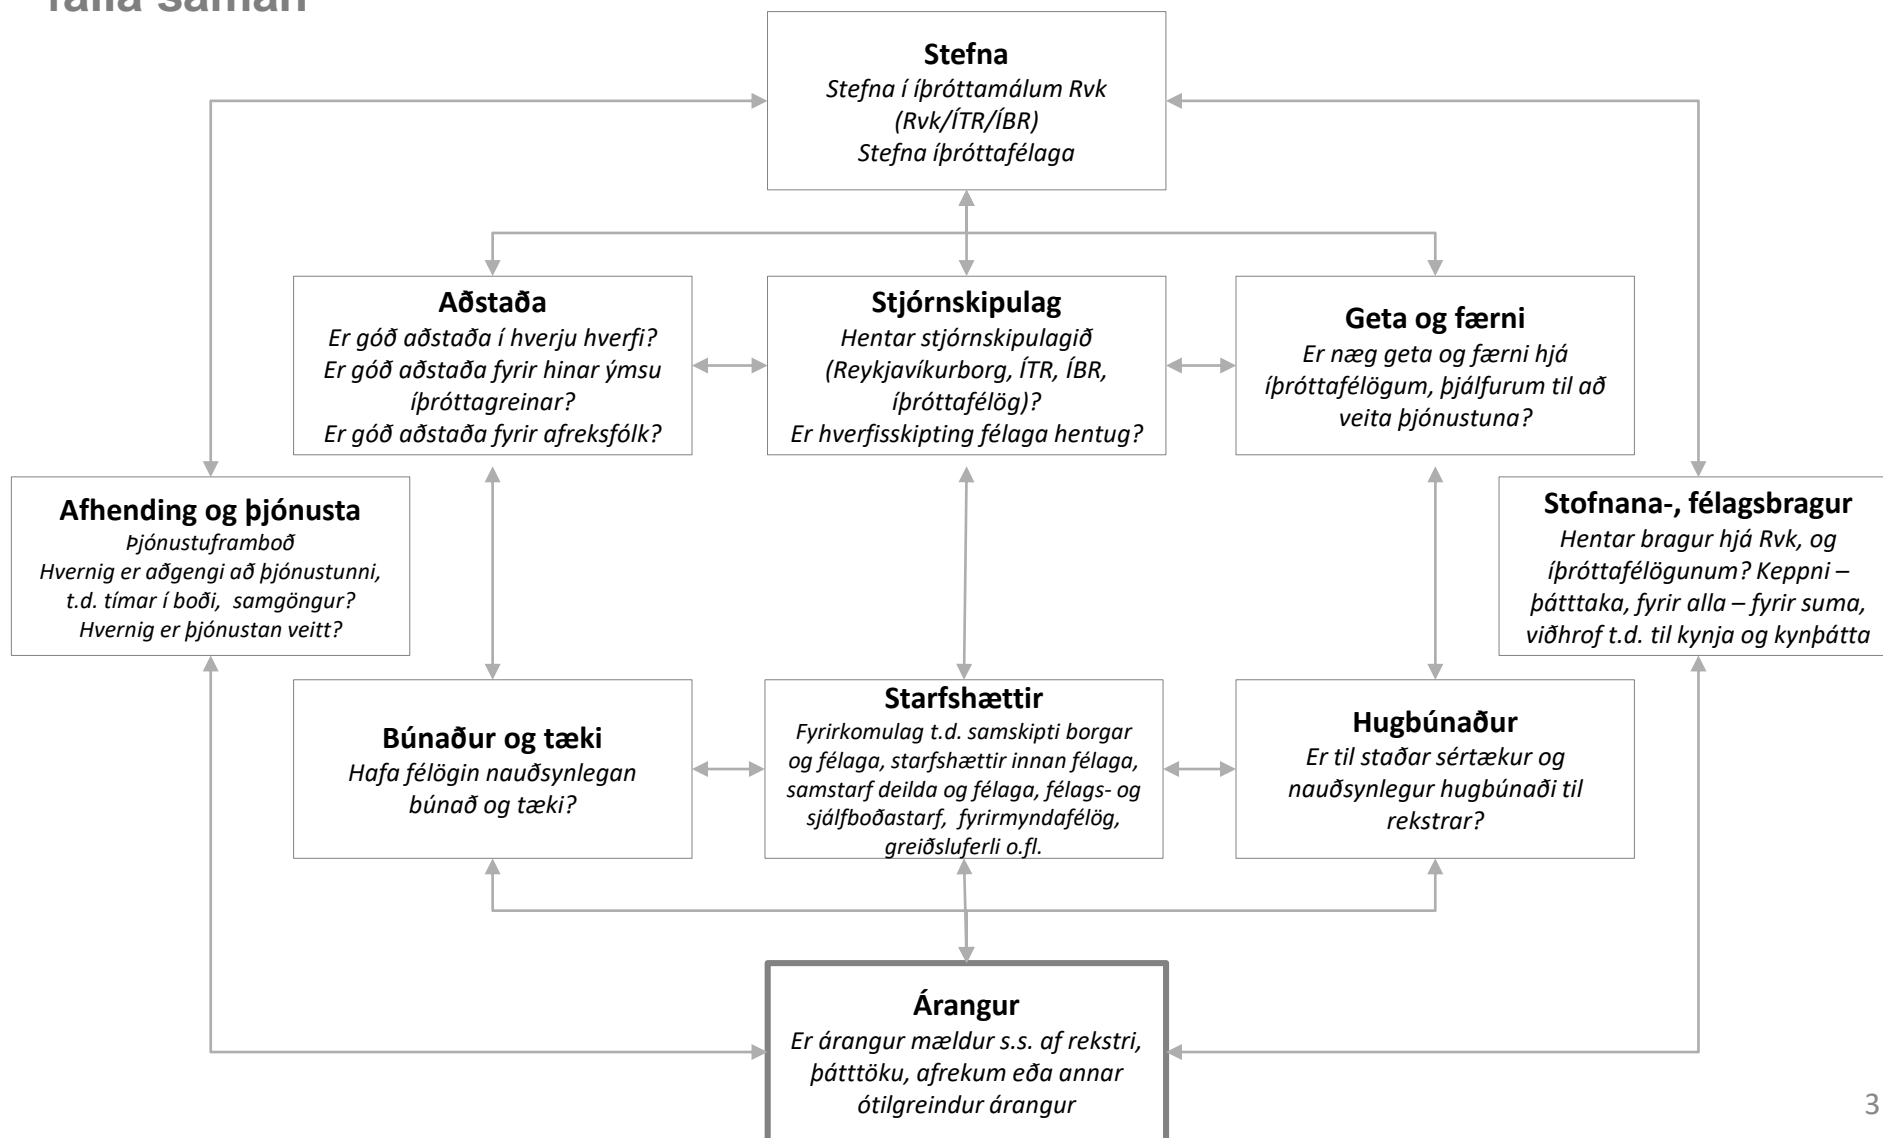 falla saman
Stefna
Stefna í íþróttamálum Rvk
(Rvk/ÍTR/ÍBR)
Stefna íþróttafélaga
Aðstaða
Er góð aðstaða í hverju hverfi?
Er góð aðstaða fyrir hinar ýmsu
íþróttagreinar?
Er góð aðstaða fyrir afreksfólk?
Stjórnskipulag
Hentar stjórnskipulagið
(Reykjavíkurborg, ÍTR, ÍBR,
íþróttafélög)?
Er hverfisskipting félaga hentug?
Geta og færni
Er næg geta og færni hjá
íþróttafélögum, þjálfurum til að
veita þjónustuna?
Afhending og þjónusta
Þjónustuframboð
Hvernig er aðgengi að þjónustunni,
t.d. tímar í boði, samgöngur?
Hvernig er þjónustan veitt?
Stofnana-, félagsbragur
Hentar bragur hjá Rvk, og
íþróttafélögunum? Keppni –
þátttaka, fyrir alla – fyrir suma,
viðhrof t.d. til kynja og kynþátta
Búnaður og tæki
Hafa félögin nauðsynlegan
búnað og tæki?
Starfshættir
Fyrirkomulag t.d. samskipti borgar
og félaga, starfshættir innan félaga,
samstarf deilda og félaga, félags- og
sjálfboðastarf, fyrirmyndafélög,
greiðsluferli o.fl.
Hugbúnaður
Er til staðar sértækur og
nauðsynlegur hugbúnaði til
rekstrar?
Árangur
Er árangur mældur s.s. af rekstri,
þátttöku, afrekum eða annar
ótilgreindur árangur
3